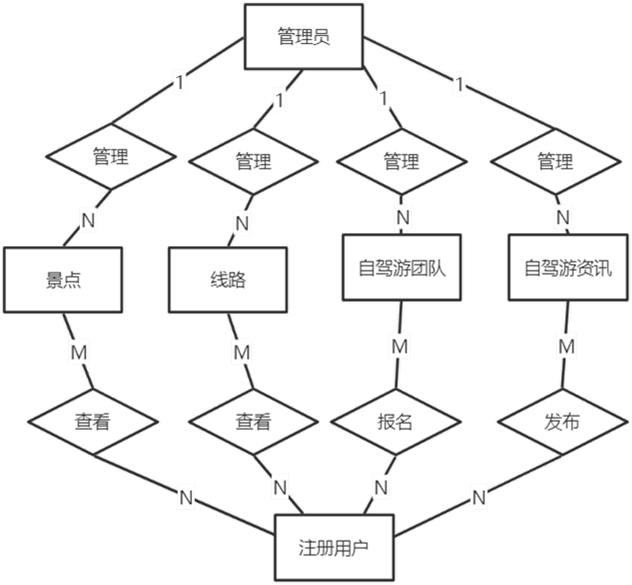 管理员
1 1 1 1
管理 管理 管理 管理
N N N N
景点 线路 自驾游团队 自驾游资讯
M M M M
查看 查看 报名 发布
N N N N
注册用户